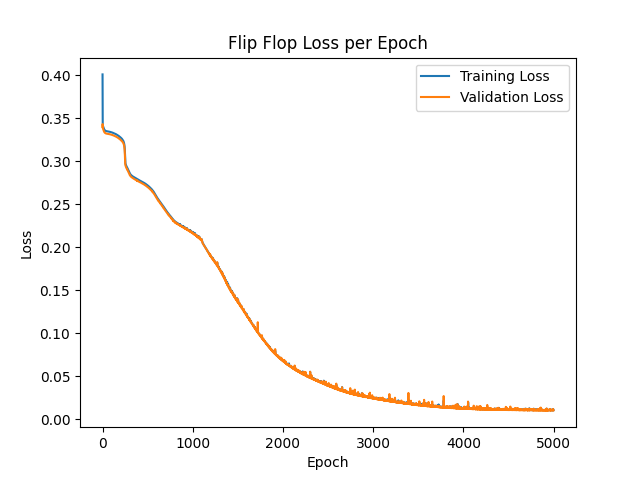 Flip Flop Loss per Epoch
Training Loss
Validation Loss
0.40
0.35
0.30
0.25
0.20
0.15
0.10
0.05
0.00
Loss
0 1000 2000 3000 4000 5000
Epoch